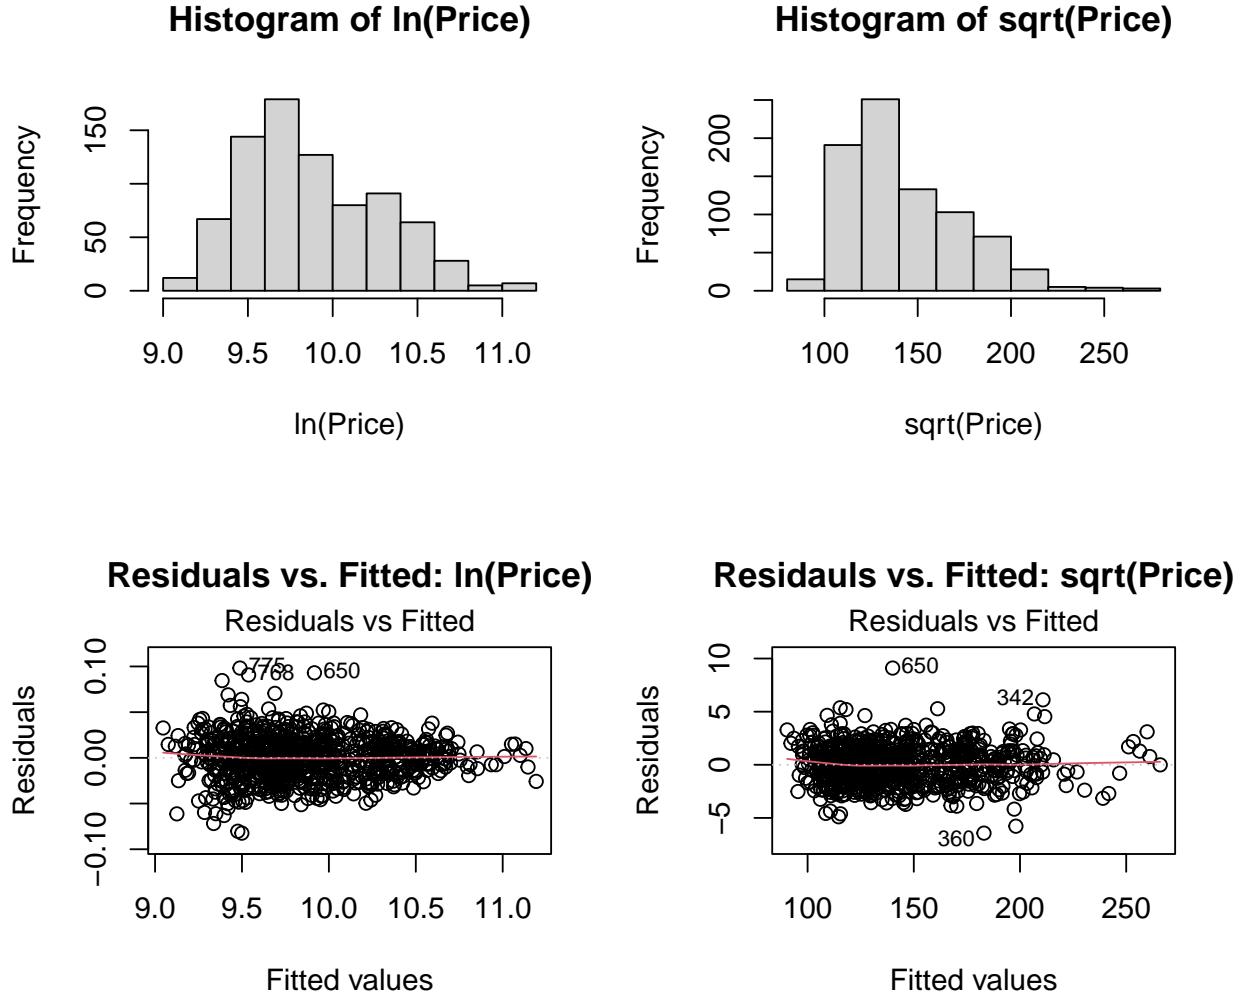 Histogram of ln(Price)
Frequency
0 50 150
9.0 9.5 10.0 10.5 11.0
ln(Price)
Histogram of sqrt(Price)
Frequency
0 100 200
100 150 200 250
sqrt(Price)
Residuals vs. Fitted: ln(Price)
Residuals vs Fitted
Residuals
−0.10 0.00 0.10
775
768
650
9.0 9.5 10.0 10.5 11.0
Fitted values
Residauls vs. Fitted: sqrt(Price)
Residuals vs Fitted
Residuals
−5 0 5 10
650
342
360
100 150 200 250
Fitted values